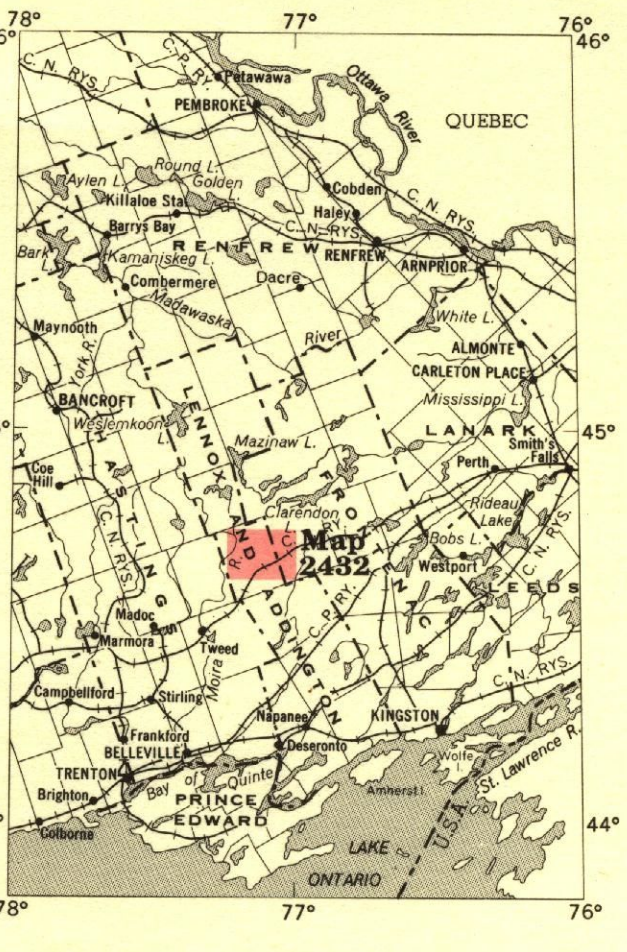 78°
77°
76°
46°
46°
C. N. RYS.
C. P. RY.
Petawawa
PEMBROKE
Ottawa River
QUEBEC
Round L.
Aylen L.
Golden
Killaloe Sta.
Cobden
Haley
C. N. RYS.
C. N. RYS.
Barrys Bay
RENFREW
RENFREW
ARNPRIOR
Bark L.
Kamaniskeg L.
Combermere
Dacre
Madawaska
River
White L.
Maynooth
York R.
ALMONTE
CARLETON PLACE
BANCROFT
Mississippi L.
Weslemkoon L.
LENNOX AND ADDINGTON
HASTINGS
Mazinaw L.
LANARK
45°
Smith's Falls
Coe Hill
Perth
FRONTENAC
Clarendon
Rideau Lake
C. P. RY.
Map 2432
Bobs L.
Westport
R.
C. N. RYS.
C. N. RYS.
LEEDS
C. P. RY.
Madoc
Marmora
Tweed
Moira
C. N. RYS.
Campbellford
Stirling
Napanee
KINGSTON
Frankford
BELLEVILLE
Deseronto
Wolfe I.
St. Lawrence R.
TRENTON
Bay of Quinte
Amherst I.
U.S.A.
Brighton
PRINCE EDWARD
44°
Colborne
LAKE ONTARIO
78°
77°
76°